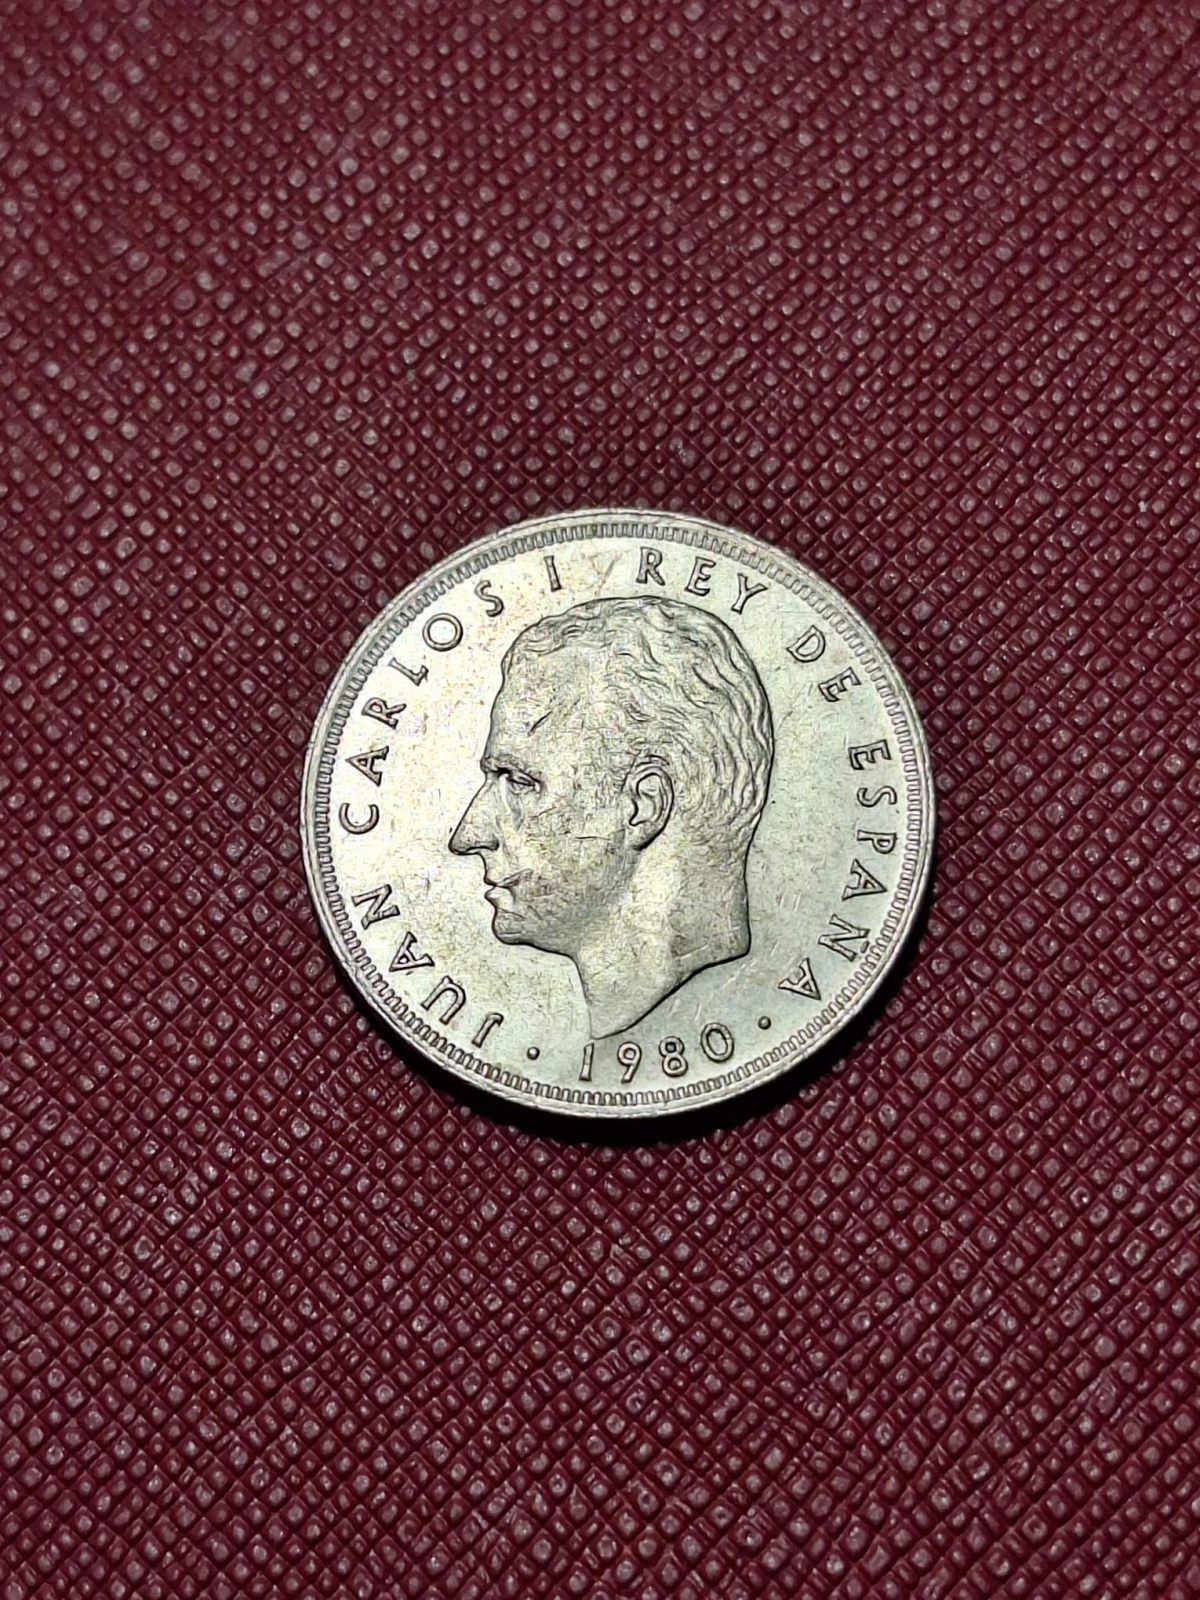 JUAN CARLOS I REY DE ESPAÑA
· 1980 ·